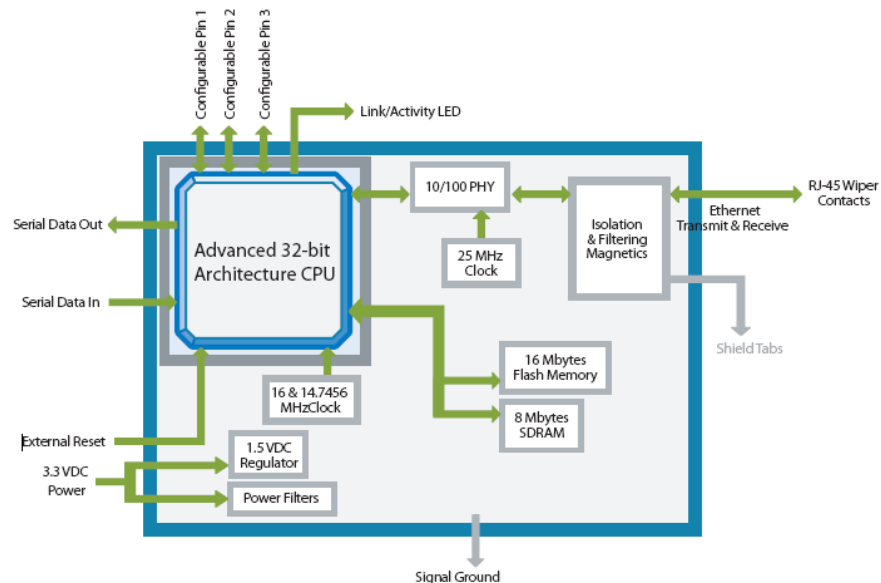 Configurable Pin 1
Configurable Pin 2
Configurable Pin 3
Link/Activity LED
10/100 PHY
RJ-45 Wiper
Contacts
Ethernet
Transmit & Receive
Isolation
& Filtering
Magnetics
Serial Data Out
Advanced 32-bit
Architecture CPU
25 MHz
Clock
Serial Data In
Shield Tabs
16 Mbytes
Flash Memory
16 & 14.7456
MHzClock
8 Mbytes
SDRAM
External Reset
1.5 VDC
Regulator
3.3 VDC
Power
Power Filters
Signal Ground